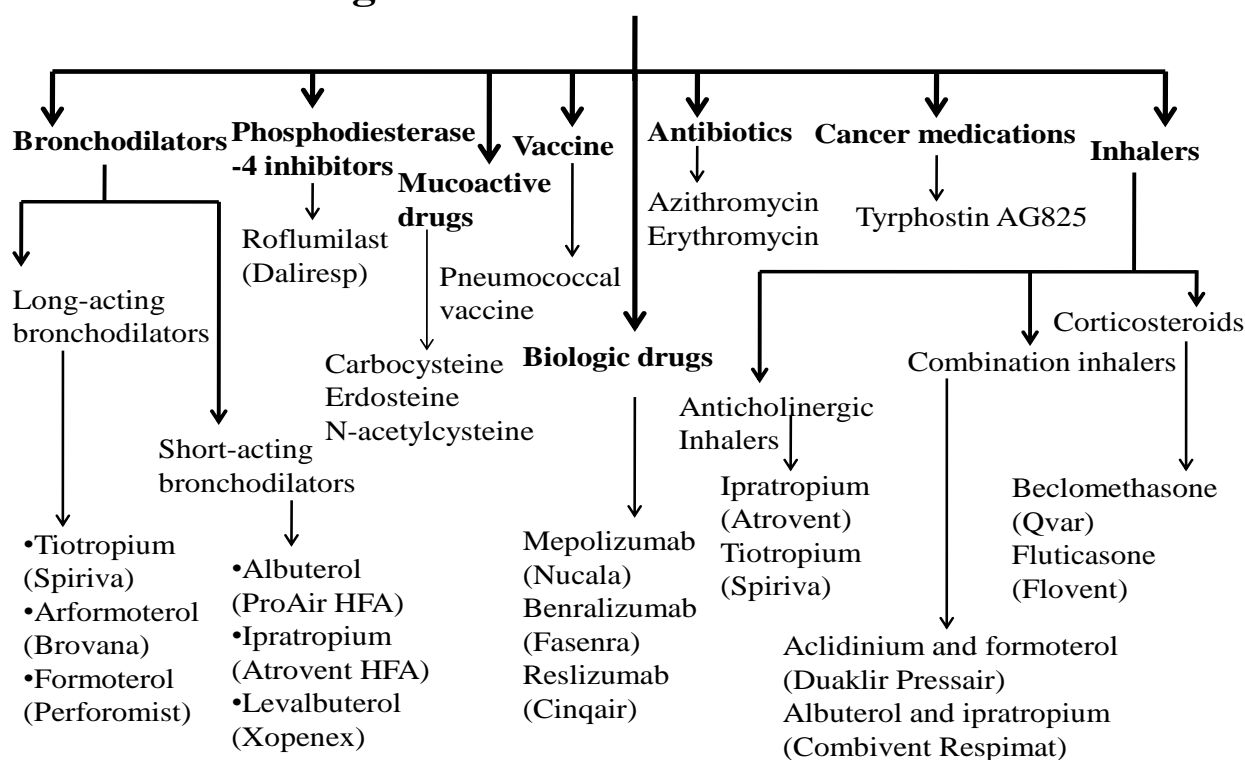 Bronchodilators
Long-acting
bronchodilators
•Tiotropium
(Spiriva)
•Arformoterol
(Brovana)
•Formoterol
(Perforomist)
Short-acting
bronchodilators
•Albuterol
(ProAir HFA)
•Ipratropium
(Atrovent HFA)
•Levalbuterol
(Xopenex)
Phosphodiesterase
-4 inhibitors
Roflumilast
(Daliresp)
Mucoactive
drugs
Carbocysteine
Erdosteine
N-acetylcysteine
Vaccine
Pneumococcal
vaccine
Biologic drugs
Mepolizumab
(Nucala)
Benralizumab
(Fasenra)
Reslizumab
(Cinqair)
Antibiotics
Azithromycin
Erythromycin
Cancer medications
Tyrphostin AG825
Inhalers
Anticholinergic
Inhalers
Ipratropium
(Atrovent)
Tiotropium
(Spiriva)
Combination inhalers
Aclidinium and formoterol
(Duaklir Pressair)
Albuterol and ipratropium
(Combivent Respimat)
Corticosteroids
Beclomethasone
(Qvar)
Fluticasone
(Flovent)